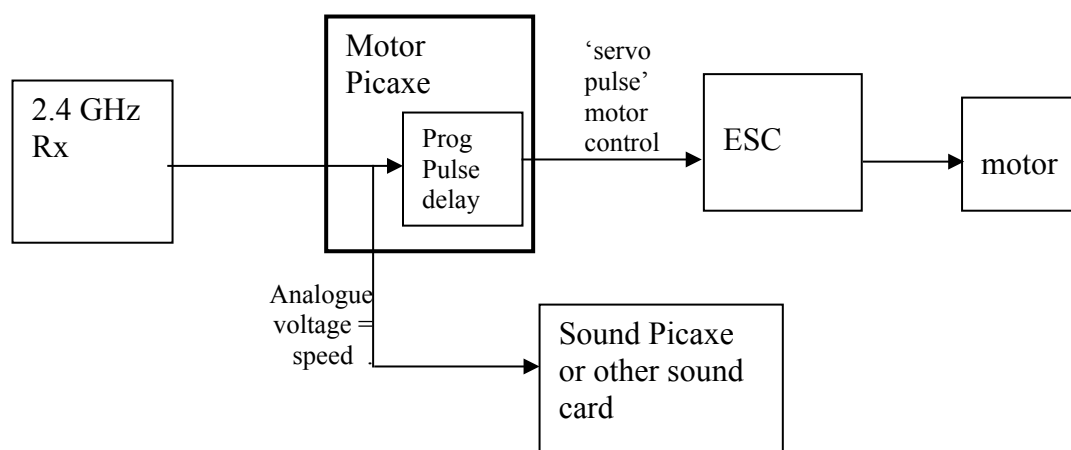 2.4 GHz
Rx
Motor
Picaxe
Prog
Pulse
delay
‘servo
pulse’
motor
control
ESC
motor
Analogue
voltage =
speed .
Sound Picaxe
or other sound
card